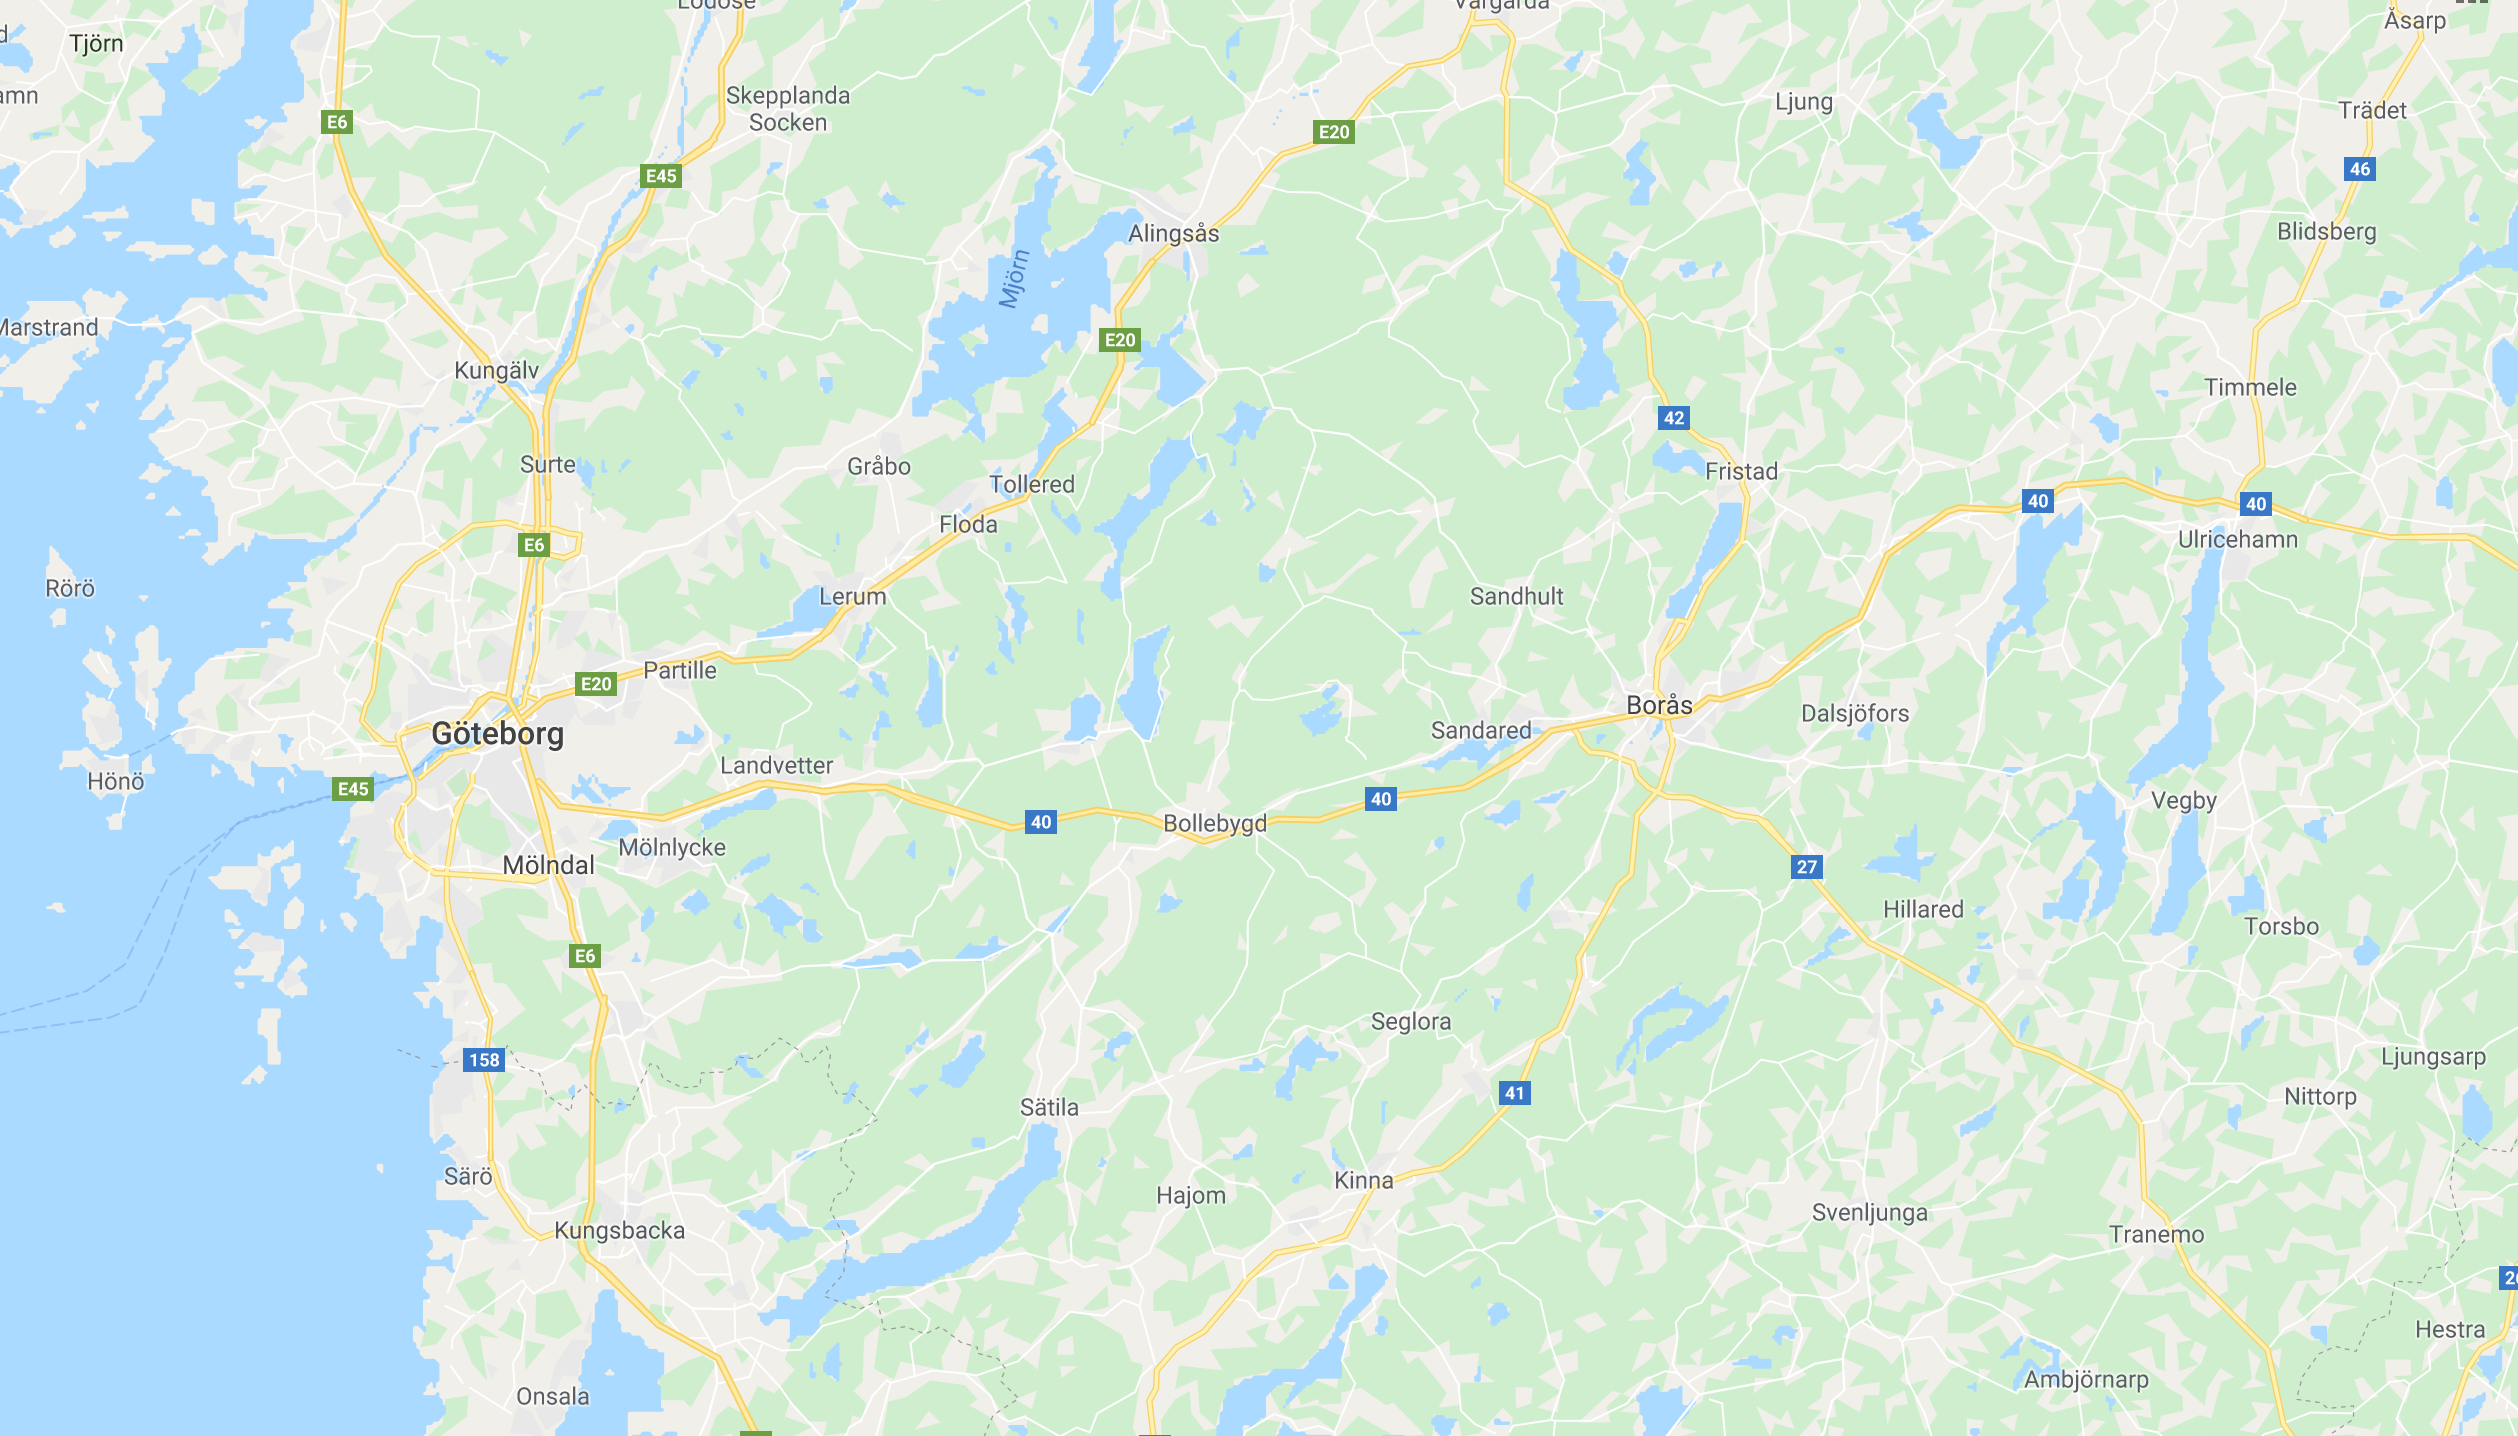 Lödöse
Vårgårda
Åsarp
Tjörn
Skepplanda
Socken
Ljung
Trädet
E6
E20
E45
46
Alingsås
Blidsberg
Mjörn
Marstrand
E20
Kungälv
Timmele
42
Surte
Gråbo
Tollered
Fristad
40
40
Floda
E6
Ulricehamn
Rörö
Lerum
Sandhult
Partille
E20
Borås
Dalsjöfors
Göteborg
Sandared
Landvetter
Hönö
E45
40
Vegby
40
Bollebygd
Mölnlycke
Mölndal
27
Hillared
Torsbo
E6
Seglora
158
Ljungsarp
41
Nittorp
Sätila
Särö
Kinna
Hajom
Svenljunga
Kungsbacka
Tranemo
Hestra
Ambjörnarp
Onsala